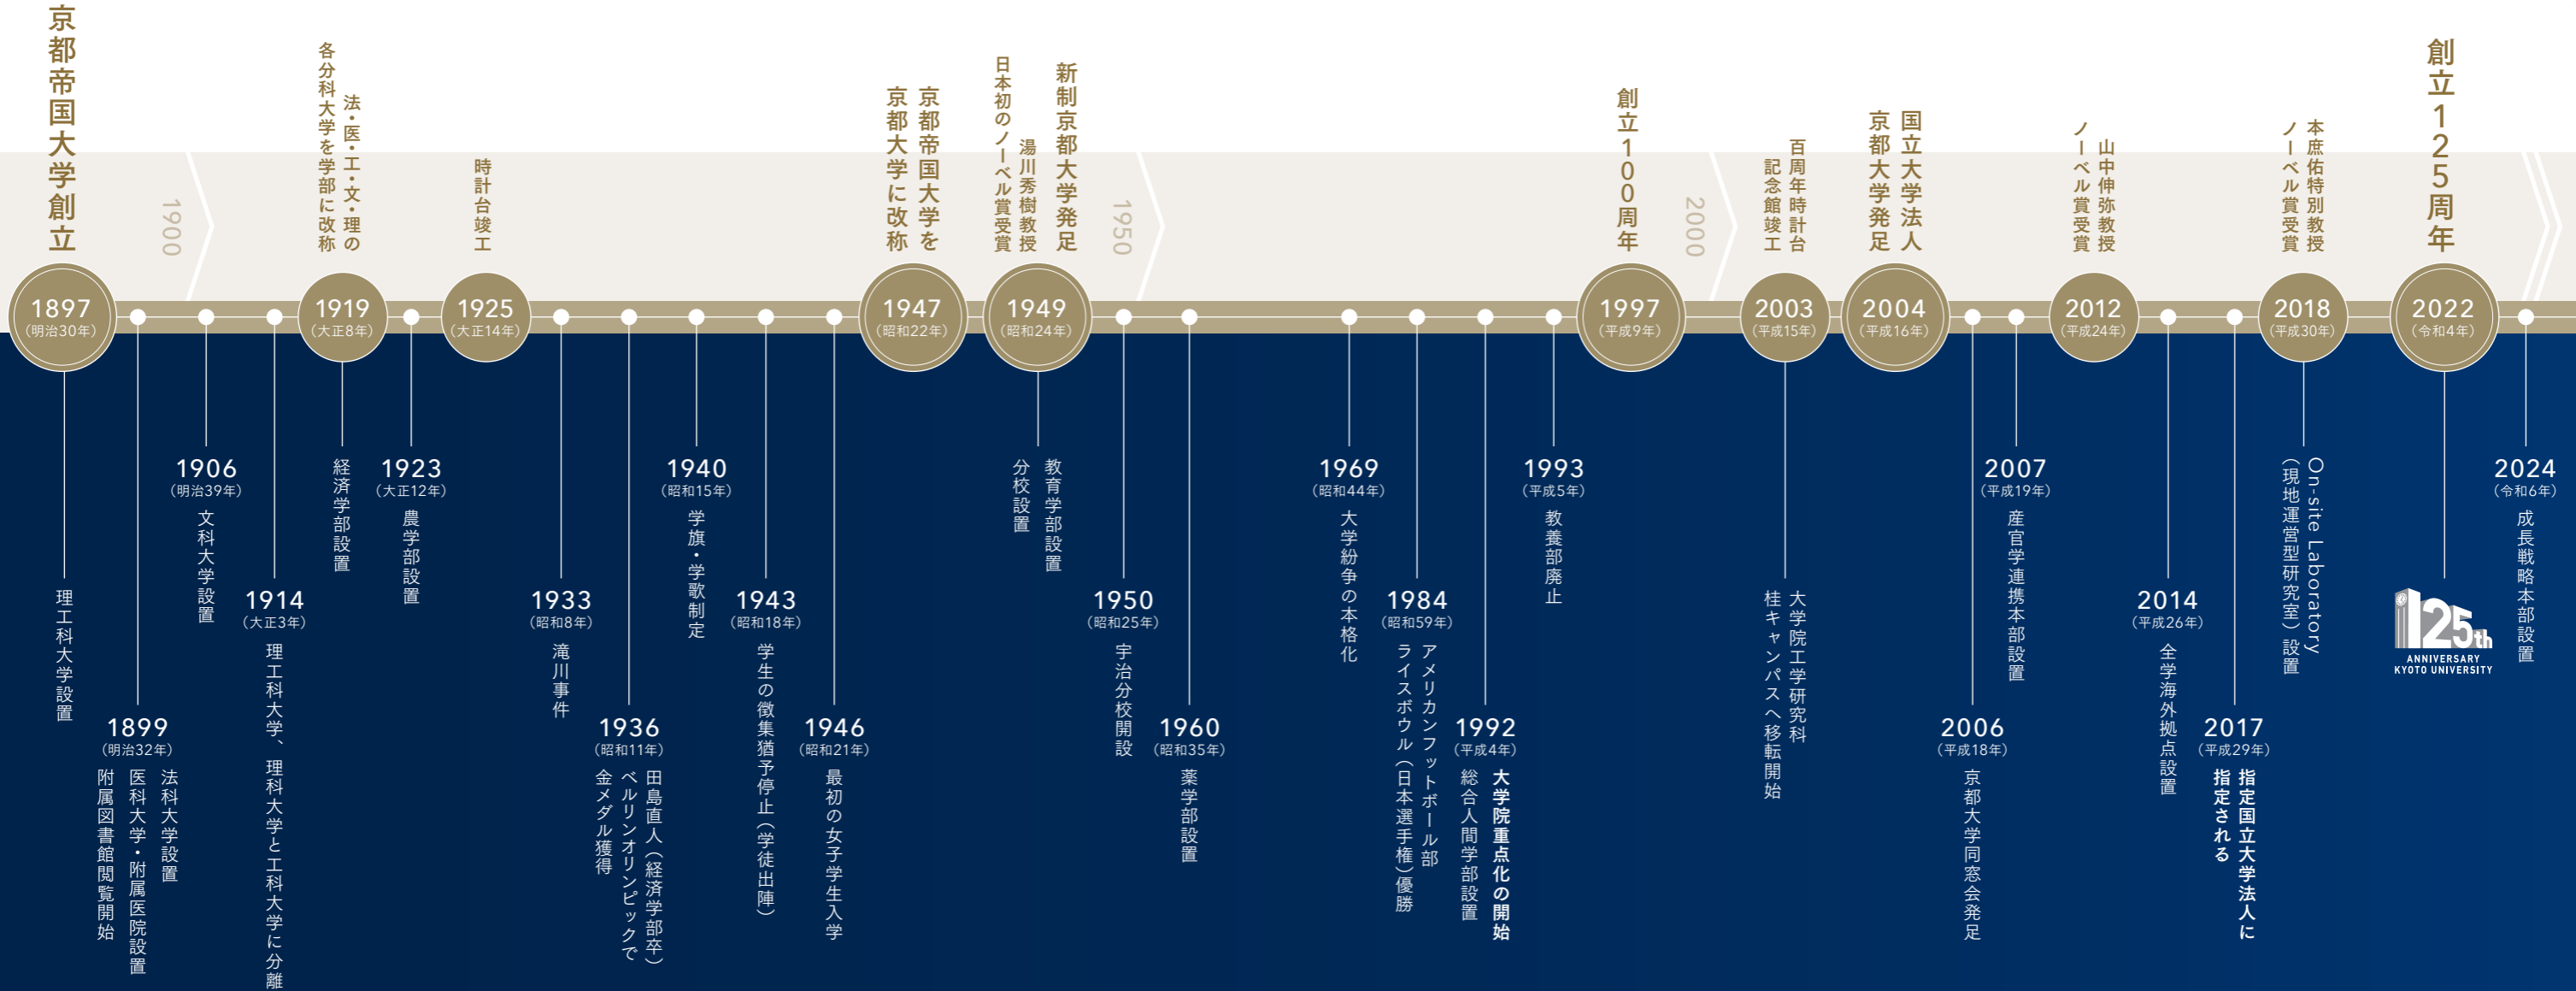 京都帝国大学創立
1897
(明治30年)
理工科大学設置
1899
(明治32年)
法科大学設置
医科大学・附属医院設置
附属図書館閲覧開始
1900
1906
(明治39年)
文科大学設置
1914
(大正3年)
理工科大学、理科大学と工科大学に分離
法・医・工・文・理の
各分科大学を学部に改称
1919
(大正8年)
経済学部設置
1923
(大正12年)
農学部設置
時計台竣工
1925
(大正14年)
1933
(昭和8年)
滝川事件
1936
(昭和11年)
田島直人(経済学部卒)
ベルリンオリンピックで
金メダル獲得
1940
(昭和15年)
学旗・学歌制定
1943
(昭和18年)
学生の徴集猶予停止(学徒出陣)
1946
(昭和21年)
最初の女子学生入学
京都帝国大学を
京都大学に改称
1947
(昭和22年)
新制京都大学発足
湯川秀樹教授
日本初のノーベル賞受賞
1949
(昭和24年)
教育学部設置
分校設置
1950
1950
(昭和25年)
宇治分校開設
1960
(昭和35年)
薬学部設置
1969
(昭和44年)
大学紛争の本格化
1984
(昭和59年)
アメリカンフットボール部
ライスボウル(日本選手権)優勝
1992
(平成4年)
大学院重点化の開始
総合人間学部設置
1993
(平成5年)
教養部廃止
創立100周年
1997
(平成9年)
2000
百周年時計台
記念館竣工
2003
(平成15年)
大学院工学研究科
桂キャンパスへ移転開始
国立大学法人
京都大学発足
2004
(平成16年)
2006
(平成18年)
京都大学同窓会発足
2007
(平成19年)
産官学連携本部設置
山中伸弥教授
ノーベル賞受賞
2012
(平成24年)
2014
(平成26年)
全学海外拠点設置
2017
(平成29年)
指定国立大学法人に
指定される
本庶佑特別教授
ノーベル賞受賞
2018
(平成30年)
On-site Laboratory
(現地運営型研究室)設置
創立125周年
2022
(令和4年)
125th
ANNIVERSARY
KYOTO UNIVERSITY
2024
(令和6年)
成長戦略本部設置